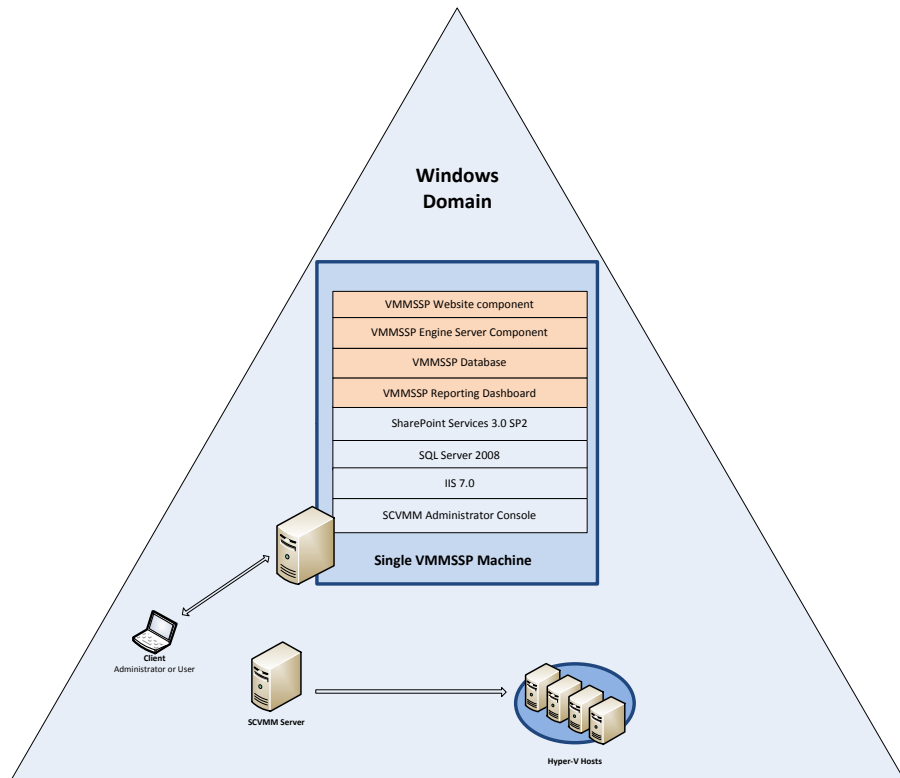 Windows
Domain
VMMSSP Website component
VMMSSP Engine Server Component
VMMSSP Database
VMMSSP Reporting Dashboard
SharePoint Services 3.0 SP2
SQL Server 2008
IIS 7.0
SCVMM Administrator Console
Single VMMSSP Machine
Client
Administrator or User
SCVMM Server
Hyper-V Hosts